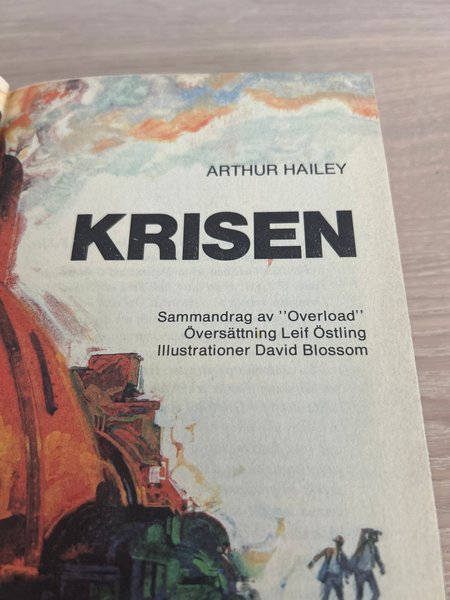 ARTHUR HAILEY
KRISEN
Sammandrag av ''Overload''
Översättning Leif Östling
Illustrationer David Blossom